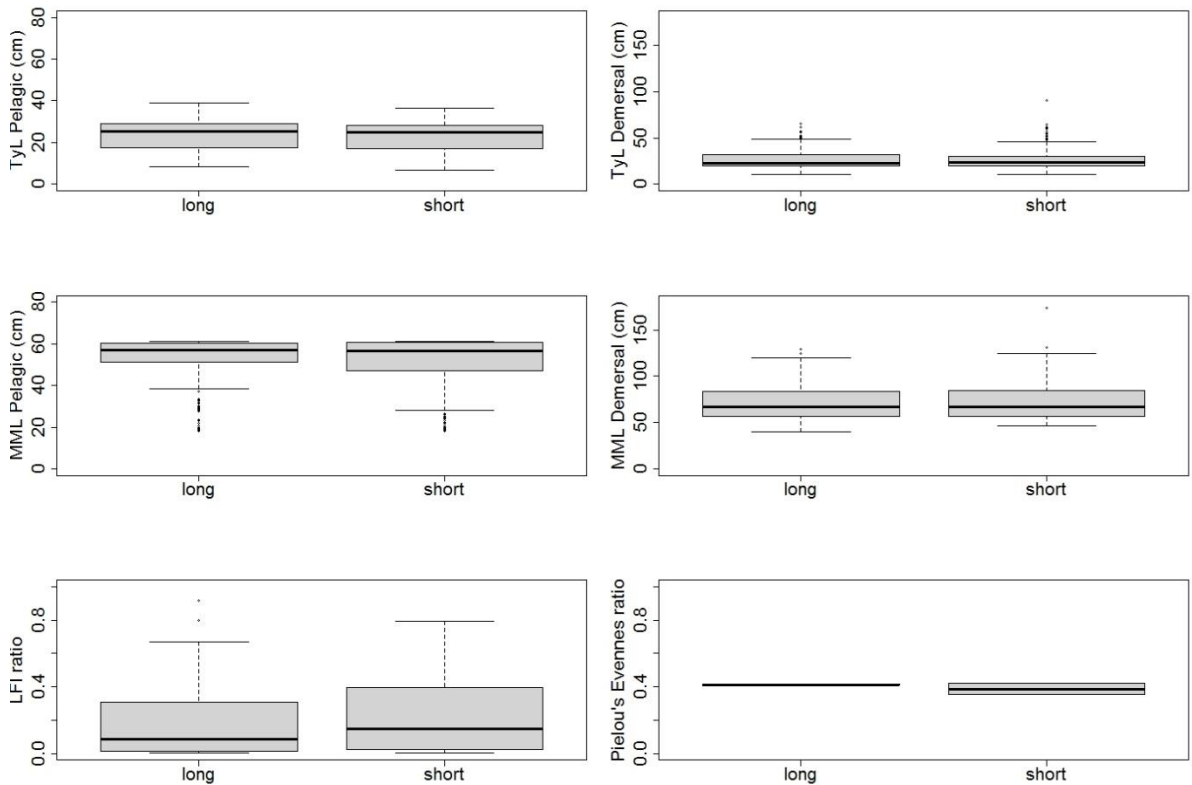 TyL Pelagic (cm)
80
60
40
20
0
long
short
TyL Demersal (cm)
150
100
50
0
long
short
MML Pelagic (cm)
80
60
40
20
0
long
short
MML Demersal (cm)
150
100
50
0
long
short
LFI ratio
0.8
0.4
0.0
long
short
Pielou's Evennes ratio
0.8
0.4
0.0
long
short